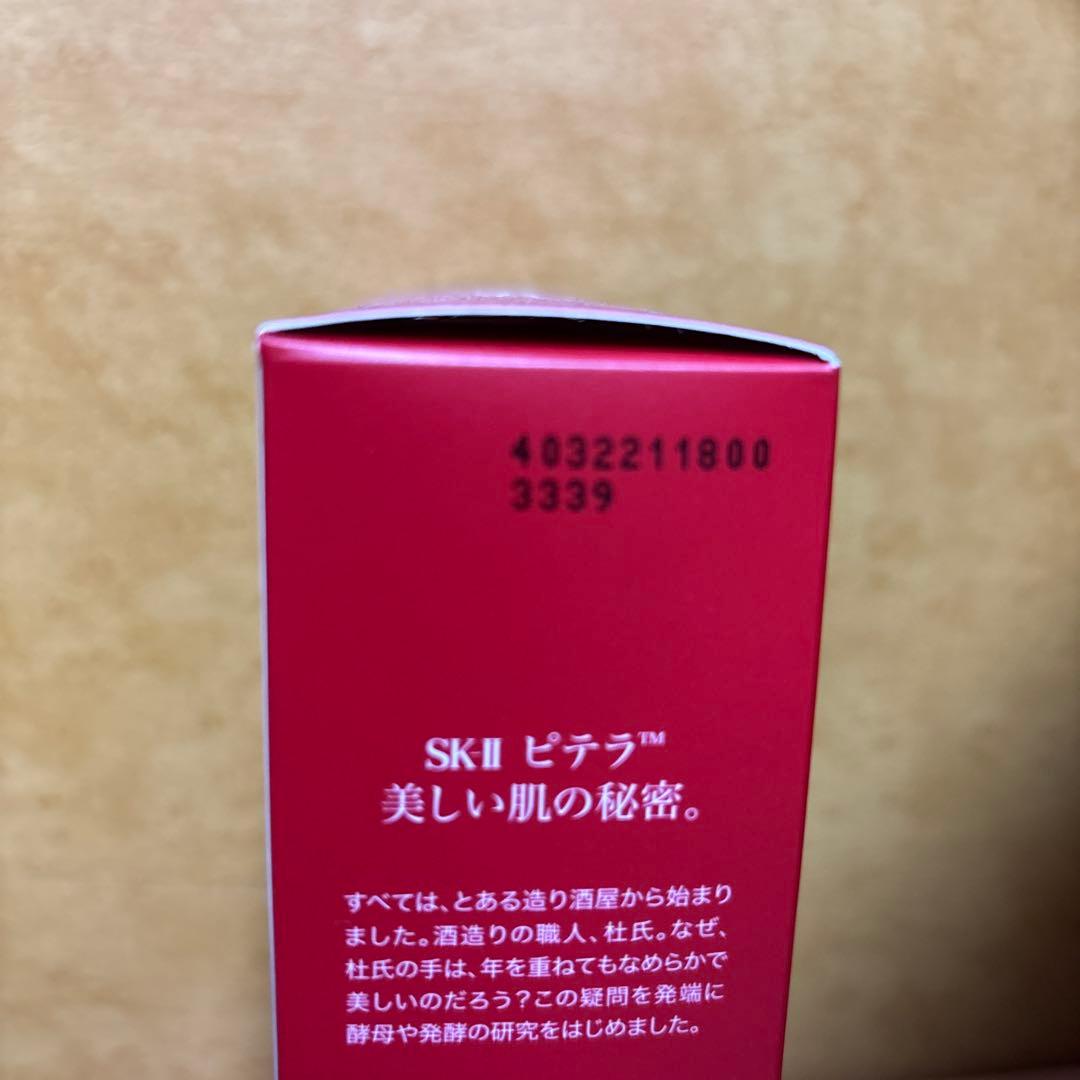 4032211800
3339
SK-II ピテラ™
美しい肌の秘密。
すべては、とある造り酒屋から始まり
ました。酒造りの職人、杜氏。なぜ、
杜氏の手は、年を重ねてもなめらかで
美しいのだろう？この疑問を発端に
酵母や発酵の研究をはじめました。